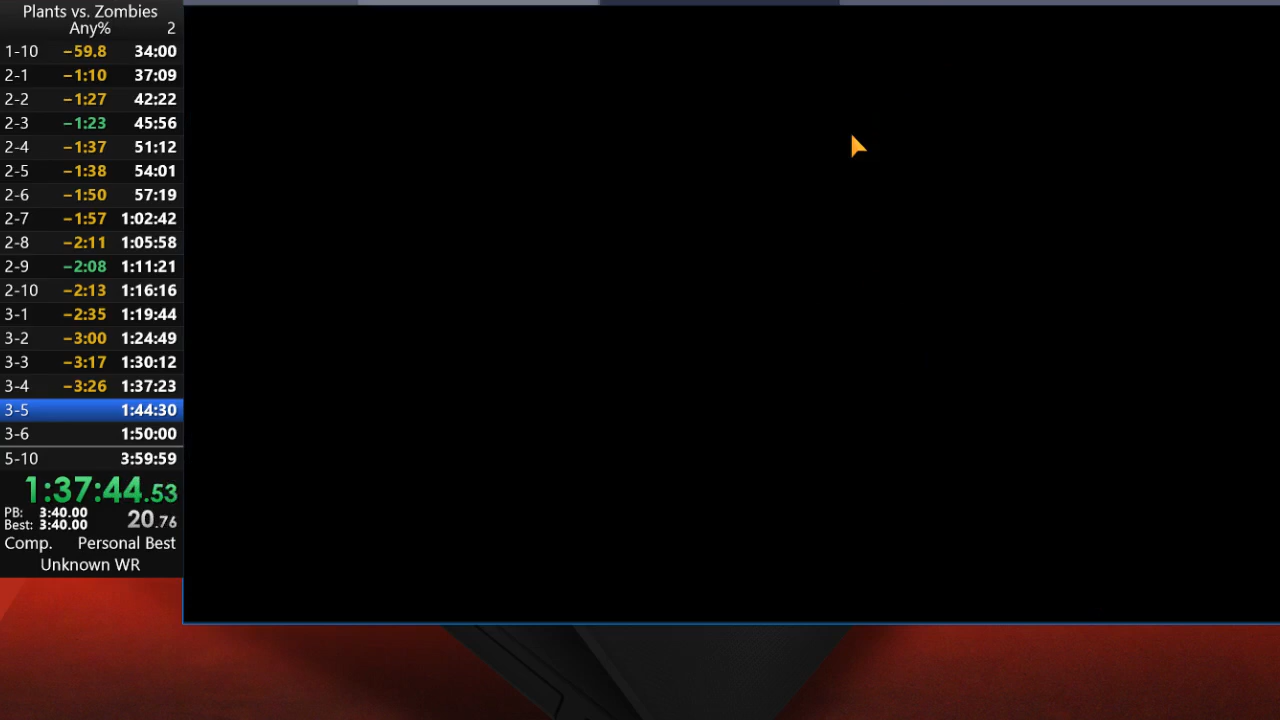 Plants vs. Zombies
Any% 2
1-10 −59.8 34:00
2-1 −1:10 37:09
2-2 −1:27 42:22
2-3 −1:23 45:56
2-4 −1:37 51:12
2-5 −1:38 54:01
2-6 −1:50 57:19
2-7 −1:57 1:02:42
2-8 −2:11 1:05:58
2-9 −2:08 1:11:21
2-10 −2:13 1:16:16
3-1 −2:35 1:19:44
3-2 −3:00 1:24:49
3-3 −3:17 1:30:12
3-4 −3:26 1:37:23
3-5 1:44:30
3-6 1:50:00
5-10 3:59:59
1:37:44.53
PB: 3:40.00 20.76
Best: 3:40.00
Comp. Personal Best
Unknown WR